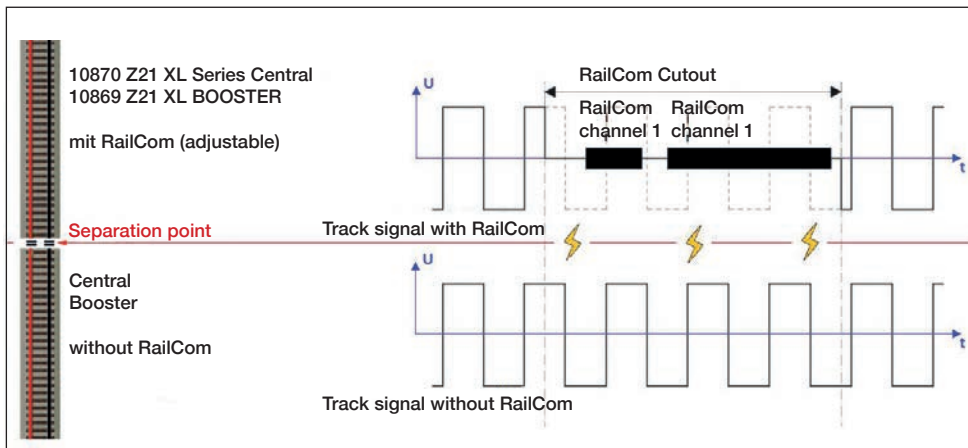 10870 Z21 XL Series Central
10869 Z21 XL BOOSTER
mit RailCom (adjustable)
Separation point
Central
Booster
without RailCom
RailCom Cutout
U
RailCom
channel 1
RailCom
channel 1
t
Track signal with RailCom
U
t
Track signal without RailCom